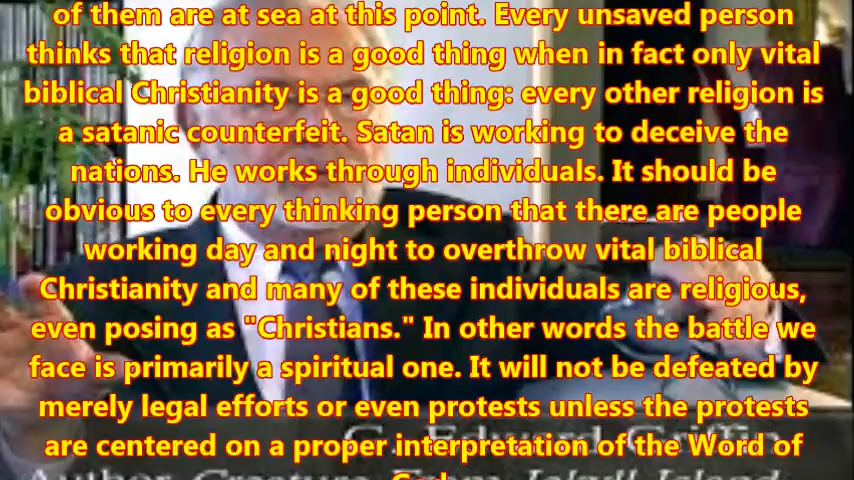 of them are at sea at this point. Every unsaved person
thinks that religion is a good thing when in fact only vital
biblical Christianity is a good thing: every other religion is
a satanic counterfeit. Satan is working to deceive the
nations. He works through individuals. It should be
obvious to every thinking person that there are people
working day and night to overthrow vital biblical
Christianity and many of these individuals are religious,
even posing as "Christians." In other words the battle we
face is primarily a spiritual one. It will not be defeated by
merely legal efforts or even protests unless the protests
are centered on a proper interpretation of the Word of
G. Edward Griffin
Author, Creature From Jekyll Island